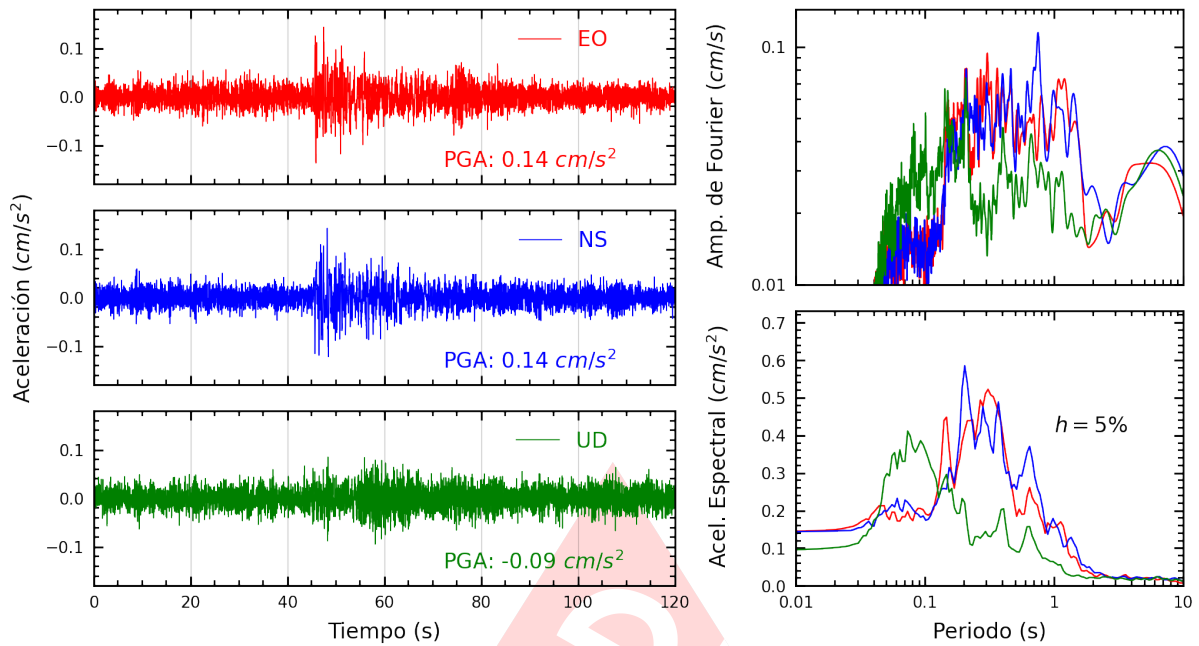 Aceleración (cm/s²)
0.1
0.0
−0.1
EO
PGA: 0.14 cm/s²
0.1
0.0
−0.1
NS
PGA: 0.14 cm/s²
0.1
0.0
−0.1
UD
PGA: -0.09 cm/s²
0 20 40 60 80 100 120
Tiempo (s)
Amp. de Fourier (cm/s)
0.1
0.01
Acel. Espectral (cm/s²)
0.7
0.6
0.5
0.4
0.3
0.2
0.1
0.0
h = 5%
0.01 0.1 1 10
Periodo (s)